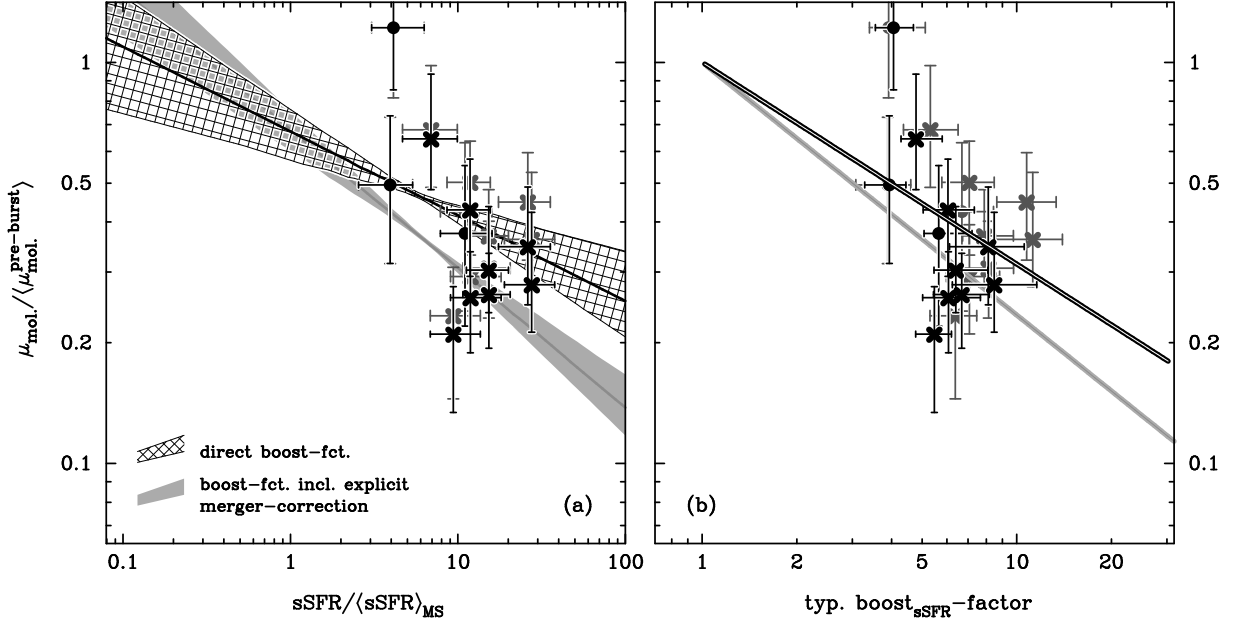 1
0.5
0.2
0.1
μmol./⟨μmol.^pre-burst⟩
direct boost-fct.
boost-fct. incl. explicit
merger-correction
(a)
0.1 1 10 100
sSFR/⟨sSFR⟩MS
(b)
1 2 5 10 20
typ. boostsSFR-factor
1
0.5
0.2
0.1